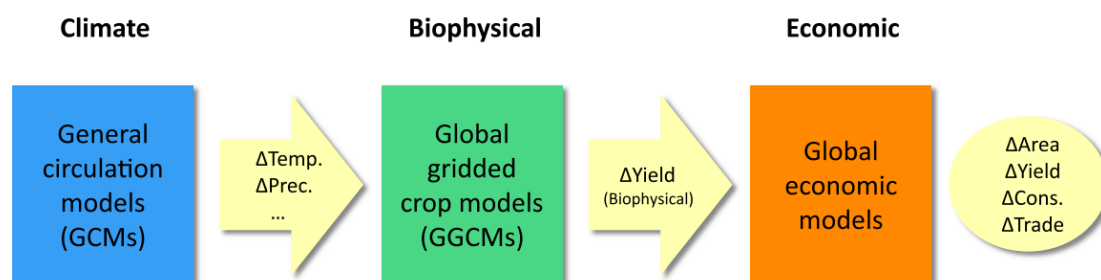 Climate
Biophysical
Economic
General
circulation
models
(GCMs)
ΔTemp.
ΔPrec.
...
Global
gridded
crop models
(GGCMs)
ΔYield
(Biophysical)
Global
economic
models
ΔArea
ΔYield
ΔCons.
ΔTrade